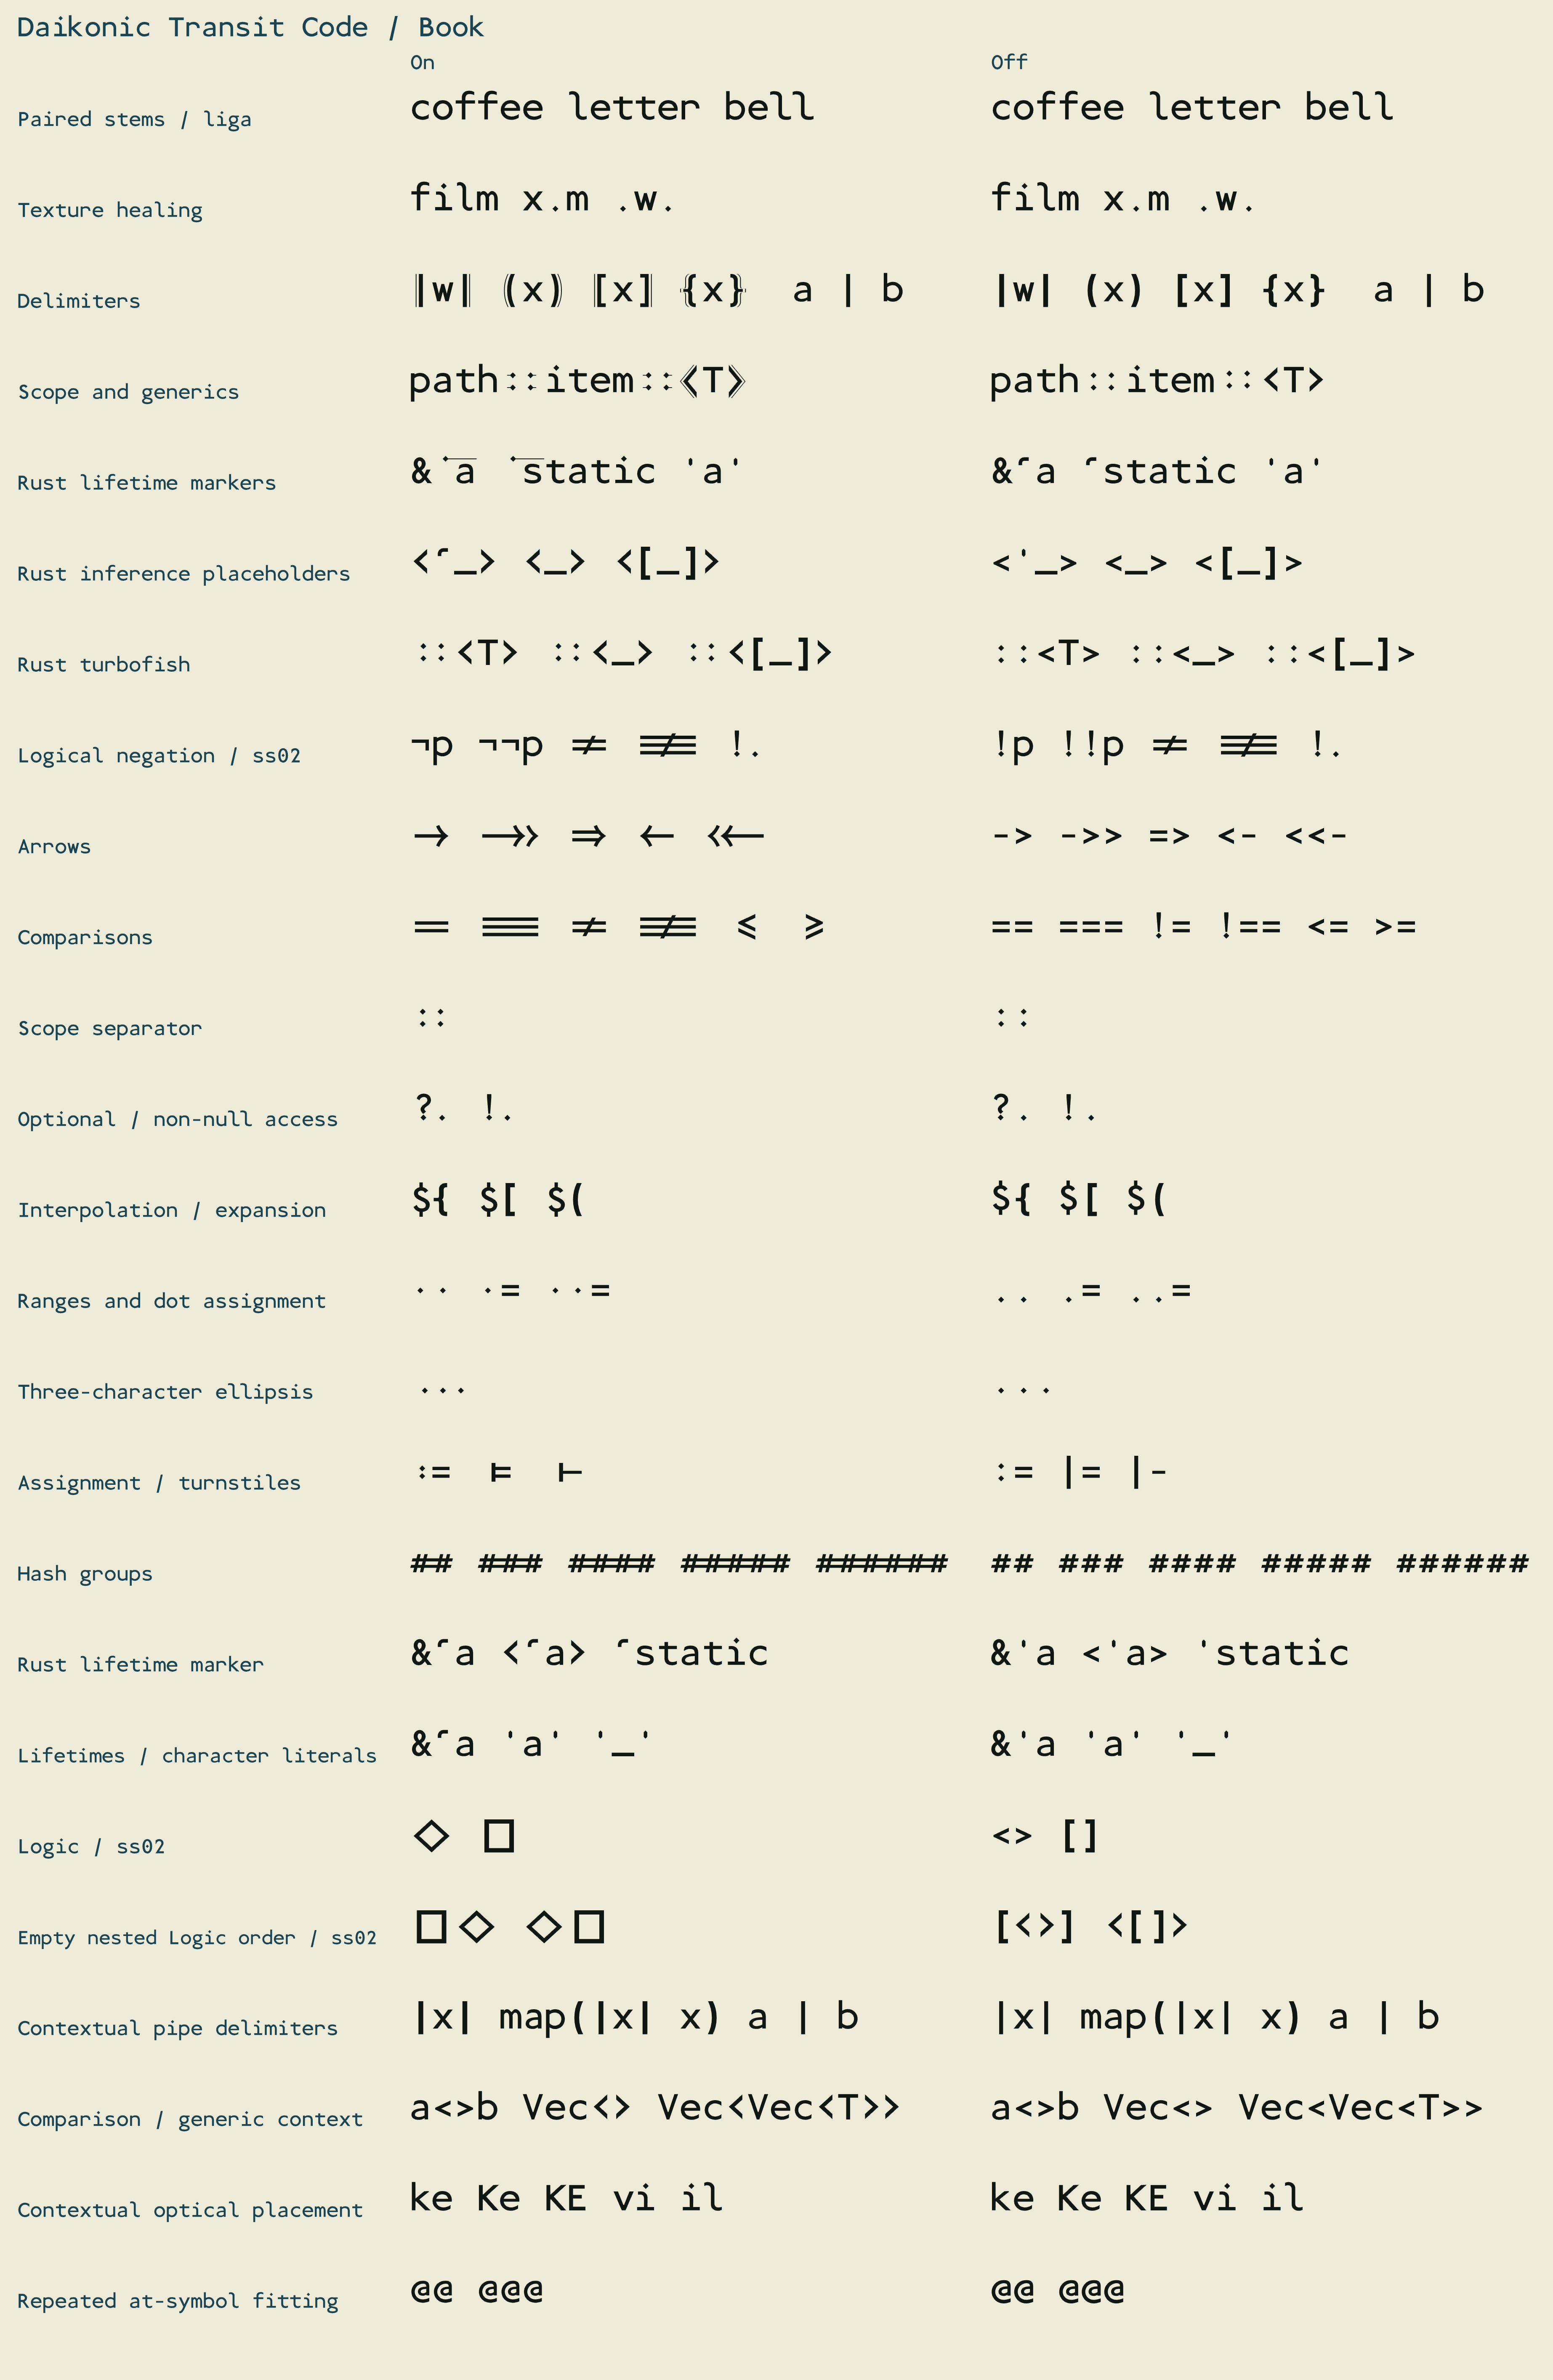 Daikonic Transit Code / Book
On Off
Paired stems / liga coffee letter bell coffee letter bell
Texture healing film x.m .w. film x.m .w.
Delimiters |w| (x) [x] {x} a | b |w| (x) [x] {x} a | b
Scope and generics path::item::<T> path::item::<T>
Rust lifetime markers &'a 'static 'a' &'a 'static 'a'
Rust inference placeholders <'_> <_> <[_]> <'_> <_> <[_]>
Rust turbofish ::<T> ::<_> ::<[_]> ::<T> ::<_> ::<[_]>
Logical negation / ss02 ¬p ¬¬p ≠ ≢ !. !p !!p ≠ ≢ !.
Arrows → ->> ⇒ ← <<- -> ->> => <- <<-
Comparisons == ≡ ≠ ≢ ⩽ ⩾ == === != !== <= >=
Scope separator :: ::
Optional / non-null access ?. !. ?. !.
Interpolation / expansion ${ $[ $( ${ $[ $(
Ranges and dot assignment ·· ·= ··= .. .= ..=
Three-character ellipsis ··· ···
Assignment / turnstiles := ⊧ ⊢ := |= |-
Hash groups ## ### #### ##### ###### ## ### #### ##### ######
Rust lifetime marker &'a <'a> 'static &'a <'a> 'static
Lifetimes / character literals &'a 'a' '_' &'a 'a' '_'
Logic / ss02 ◇ □ <> []
Empty nested Logic order / ss02 □◇ ◇□ [<>] <[]>
Contextual pipe delimiters |x| map(|x| x) a | b |x| map(|x| x) a | b
Comparison / generic context a<>b Vec<> Vec<Vec<T>> a<>b Vec<> Vec<Vec<T>>
Contextual optical placement ke Ke KE vi il ke Ke KE vi il
Repeated at-symbol fitting @@ @@@ @@ @@@